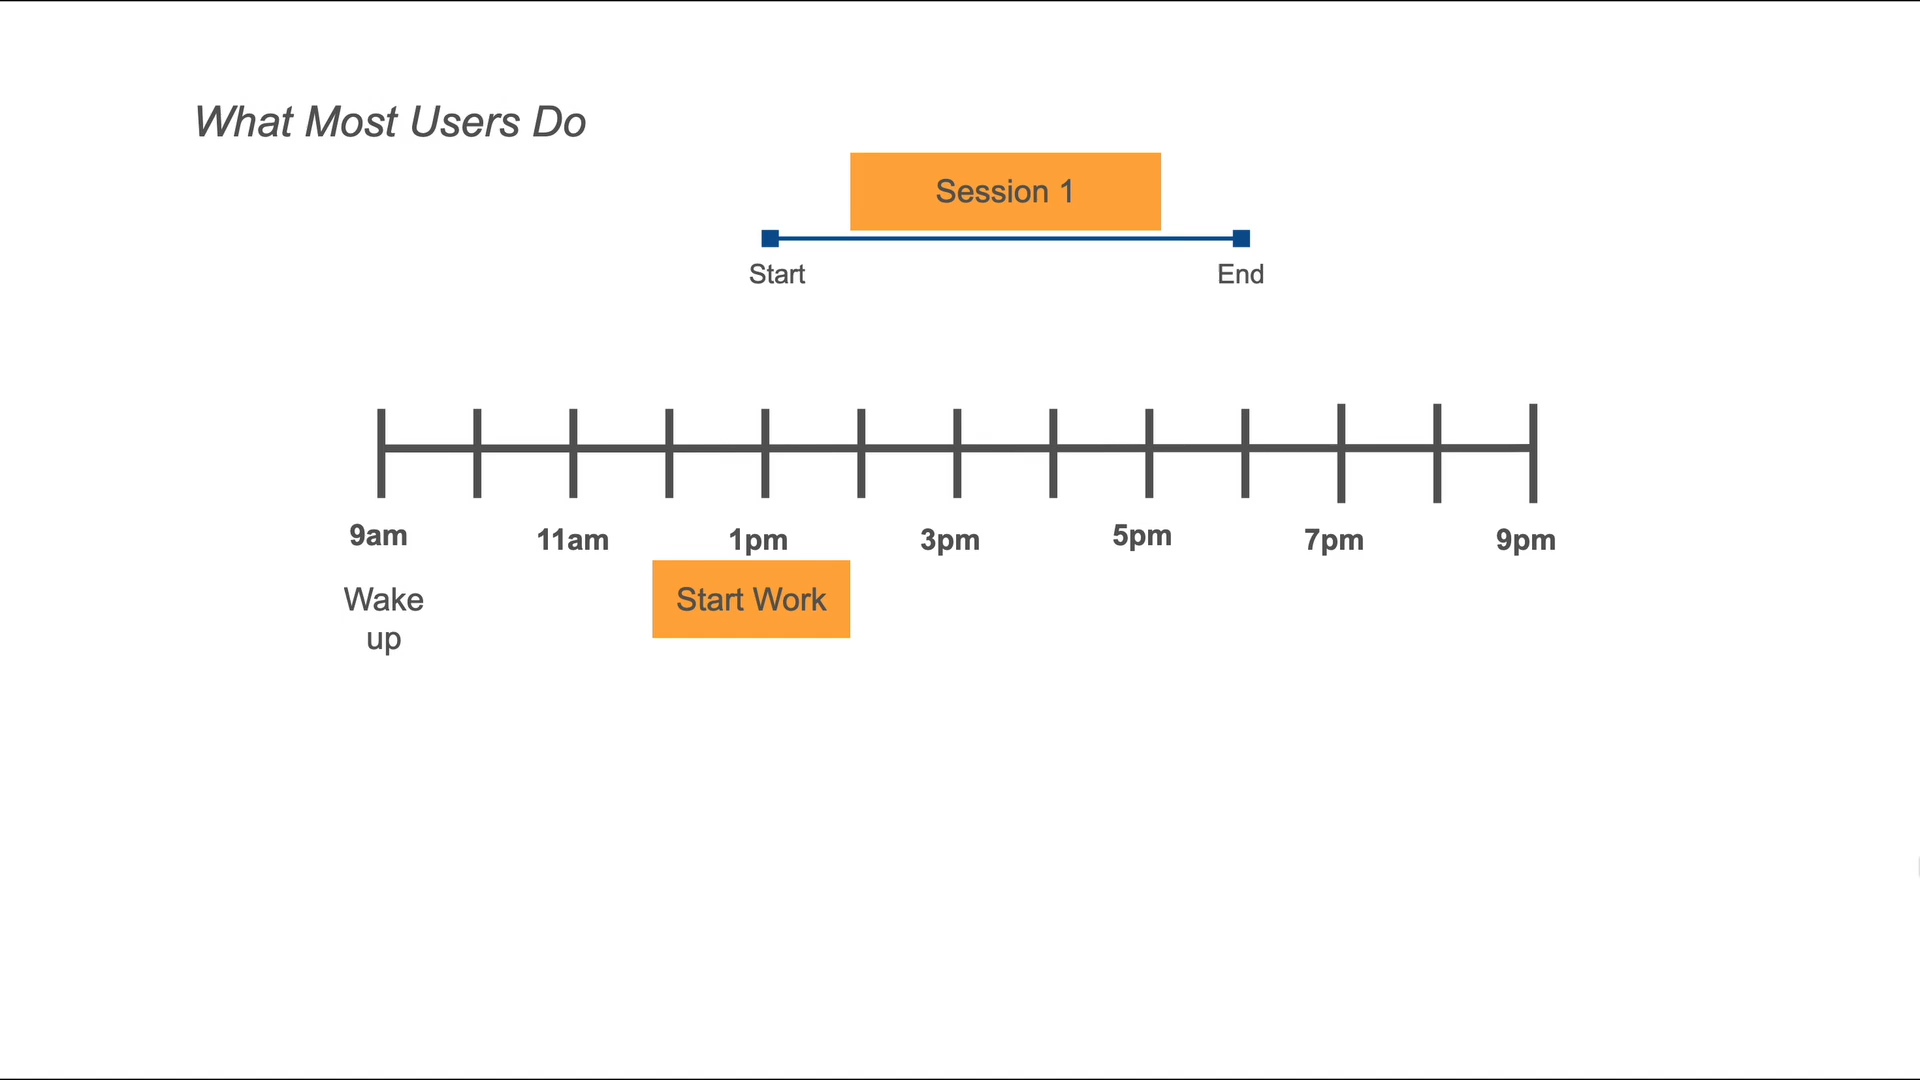 What Most Users Do
Session 1
Start
End
9am
11am
1pm
3pm
5pm
7pm
9pm
Wake
up
Start Work